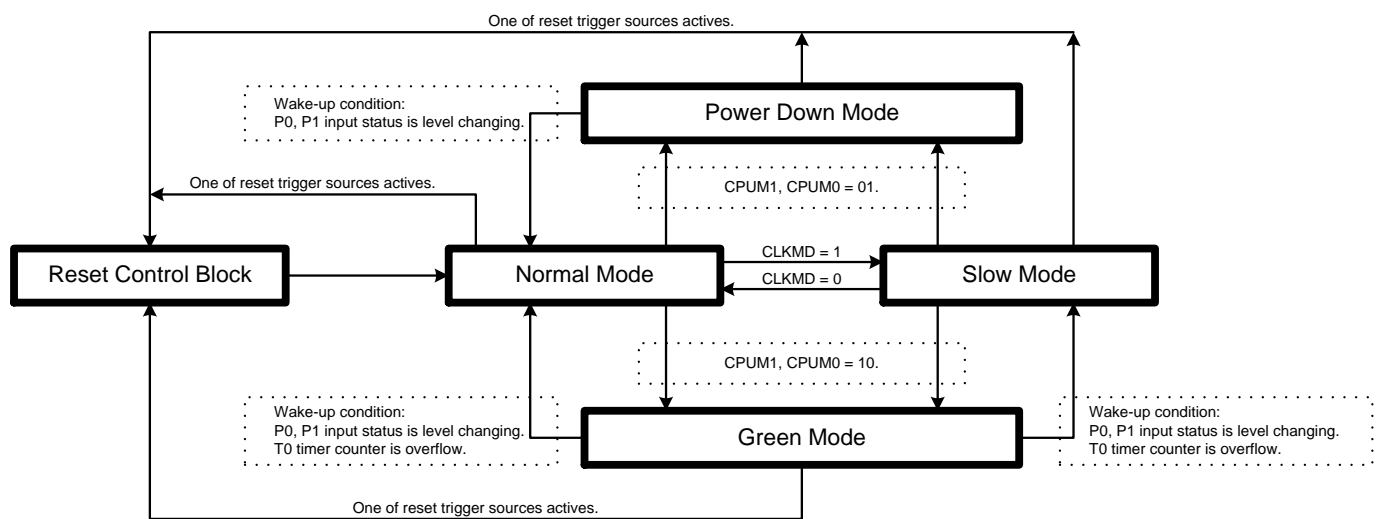 One of reset trigger sources actives.
Wake-up condition:
P0, P1 input status is level changing.
Power Down Mode
One of reset trigger sources actives.
CPUM1, CPUM0 = 01.
Reset Control Block
Normal Mode
CLKMD = 1
CLKMD = 0
Slow Mode
CPUM1, CPUM0 = 10.
Wake-up condition:
P0, P1 input status is level changing.
T0 timer counter is overflow.
Green Mode
Wake-up condition:
P0, P1 input status is level changing.
T0 timer counter is overflow.
One of reset trigger sources actives.